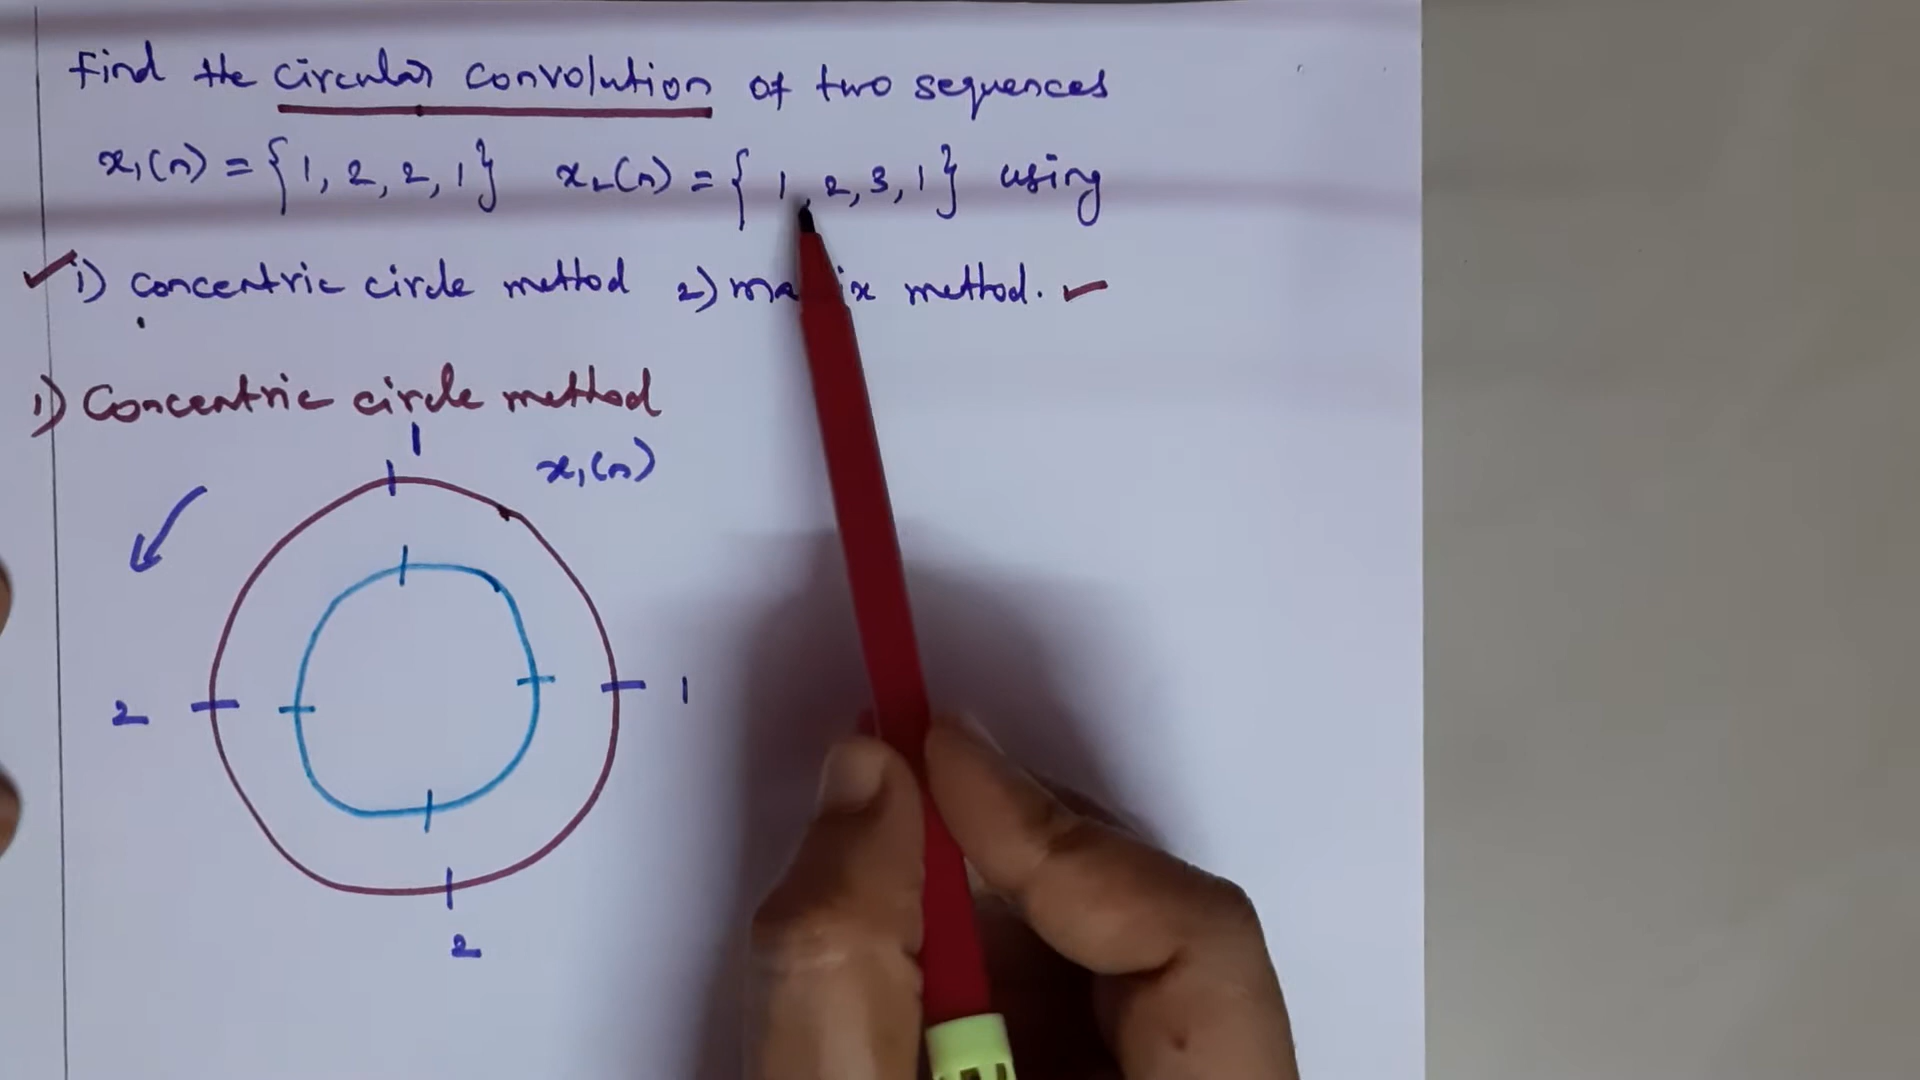 Find the circular convolution of two sequences
x₁(n) = {1, 2, 2, 1} x₂(n) = {1, 2, 3, 1} using
1) concentric circle method 2) ma ix method.
1) Concentric circle method
1
x₁(n)
2 1
2